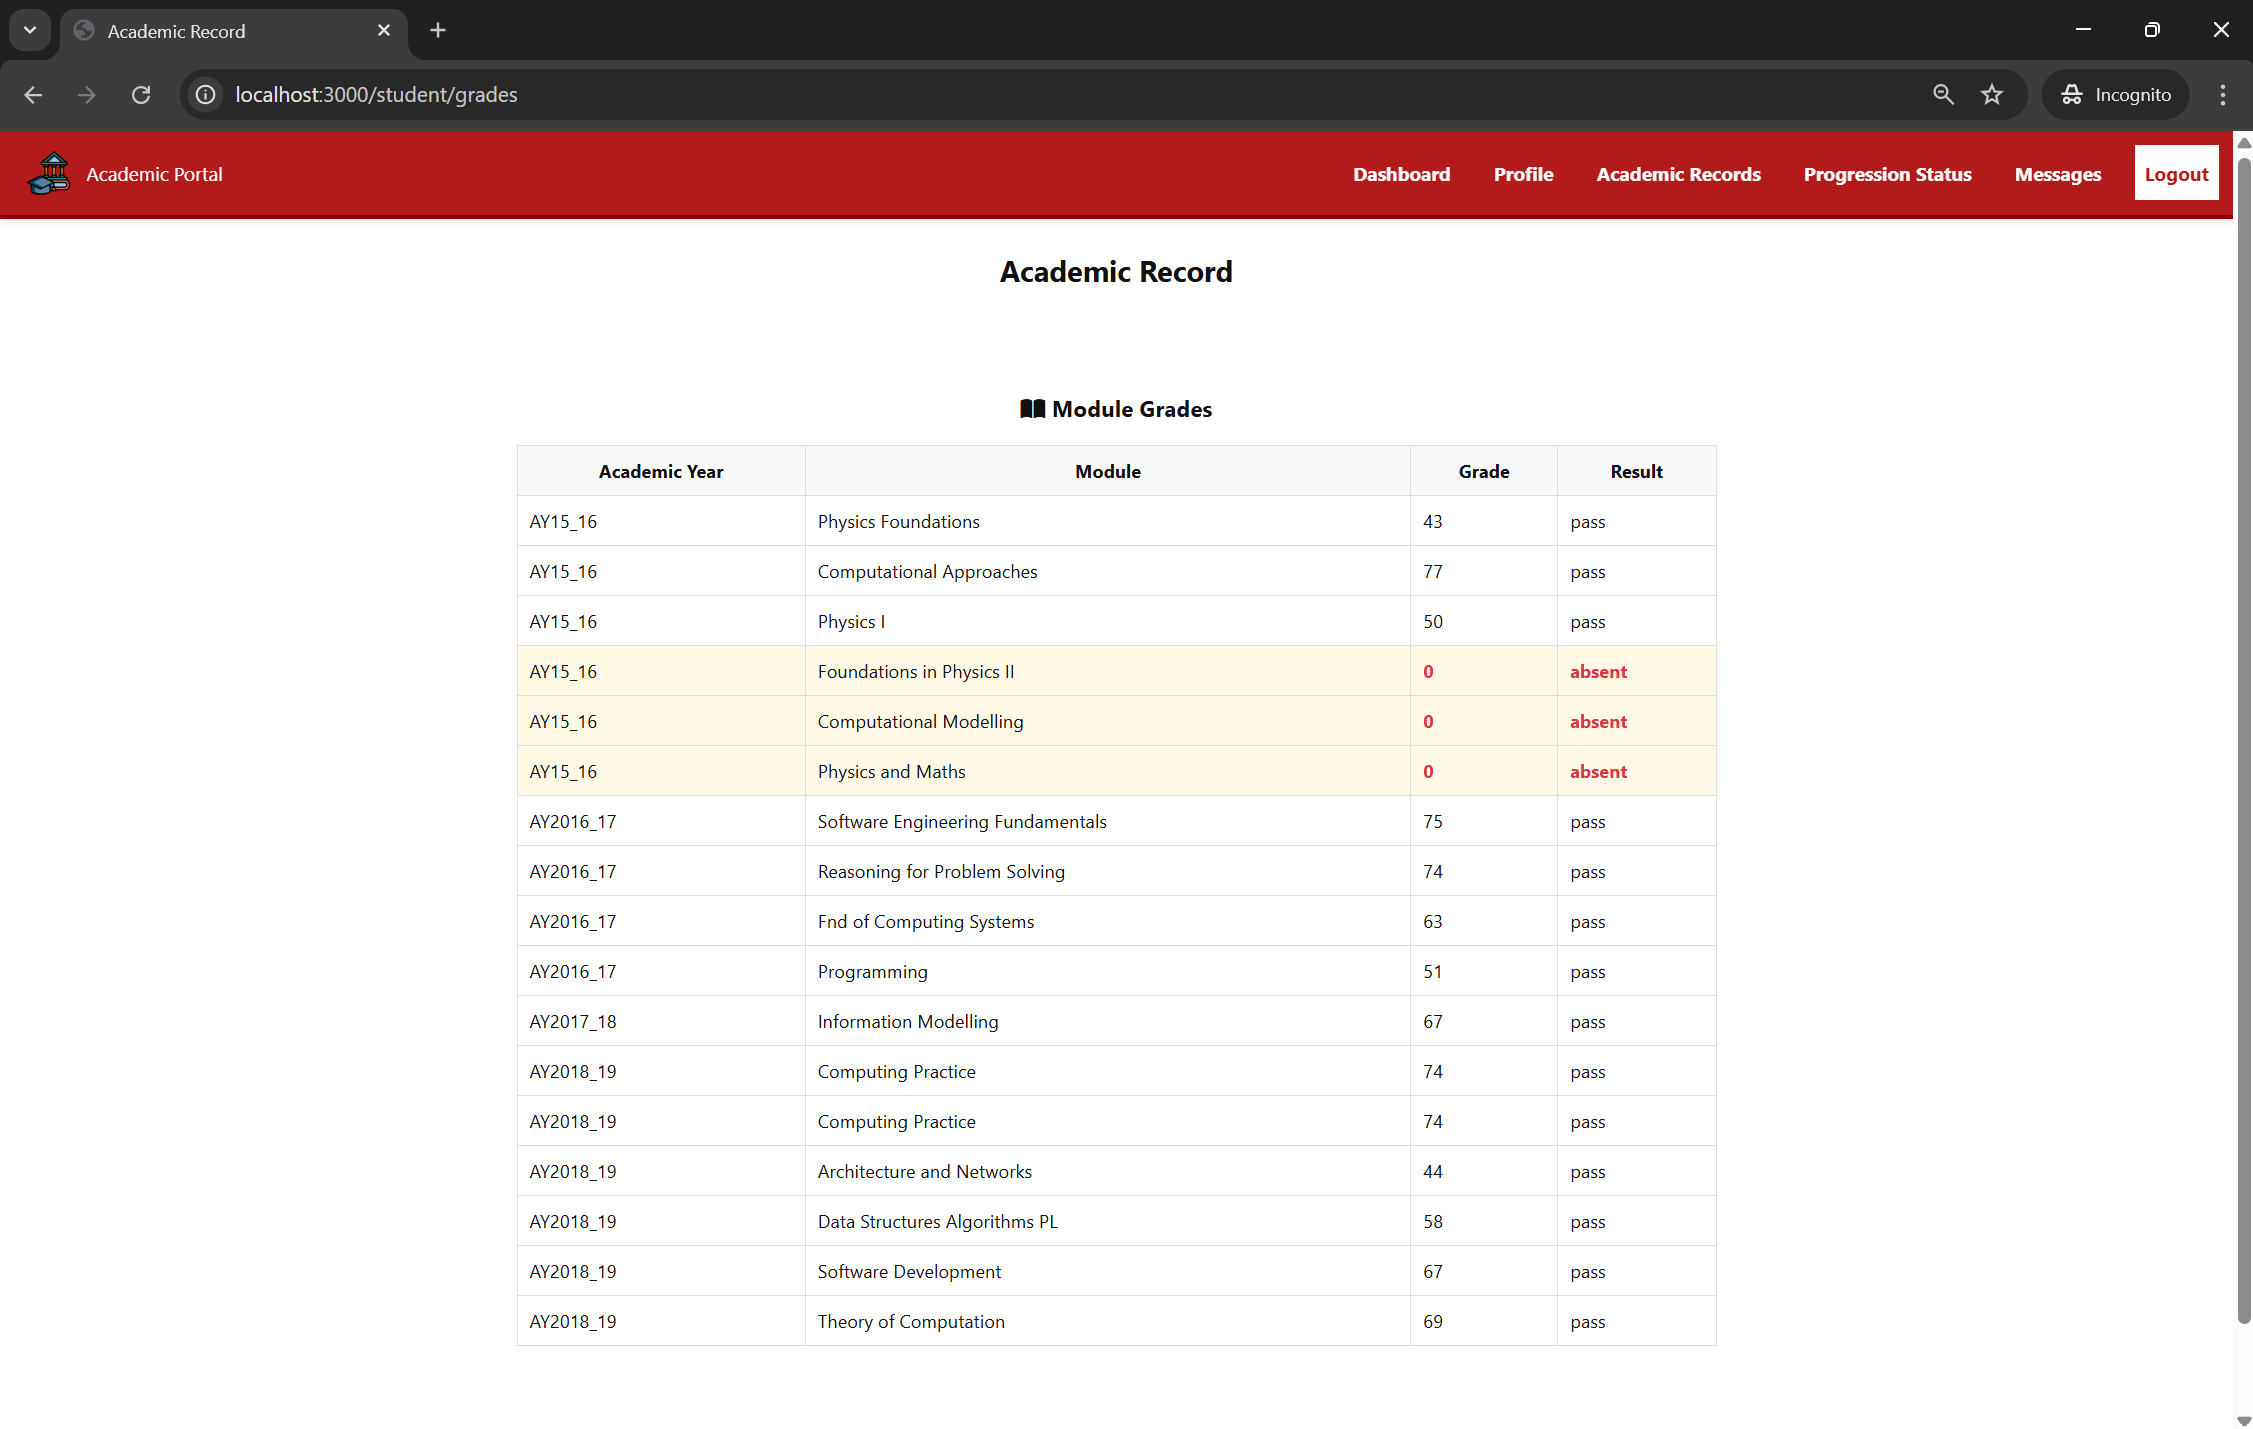 Academic Record
localhost:3000/student/grades
Incognito
Academic Portal
Dashboard Profile Academic Records Progression Status Messages Logout
Academic Record
Module Grades
Academic Year Module Grade Result
AY15_16 Physics Foundations 43 pass
AY15_16 Computational Approaches 77 pass
AY15_16 Physics I 50 pass
AY15_16 Foundations in Physics II 0 absent
AY15_16 Computational Modelling 0 absent
AY15_16 Physics and Maths 0 absent
AY2016_17 Software Engineering Fundamentals 75 pass
AY2016_17 Reasoning for Problem Solving 74 pass
AY2016_17 Fnd of Computing Systems 63 pass
AY2016_17 Programming 51 pass
AY2017_18 Information Modelling 67 pass
AY2018_19 Computing Practice 74 pass
AY2018_19 Computing Practice 74 pass
AY2018_19 Architecture and Networks 44 pass
AY2018_19 Data Structures Algorithms PL 58 pass
AY2018_19 Software Development 67 pass
AY2018_19 Theory of Computation 69 pass